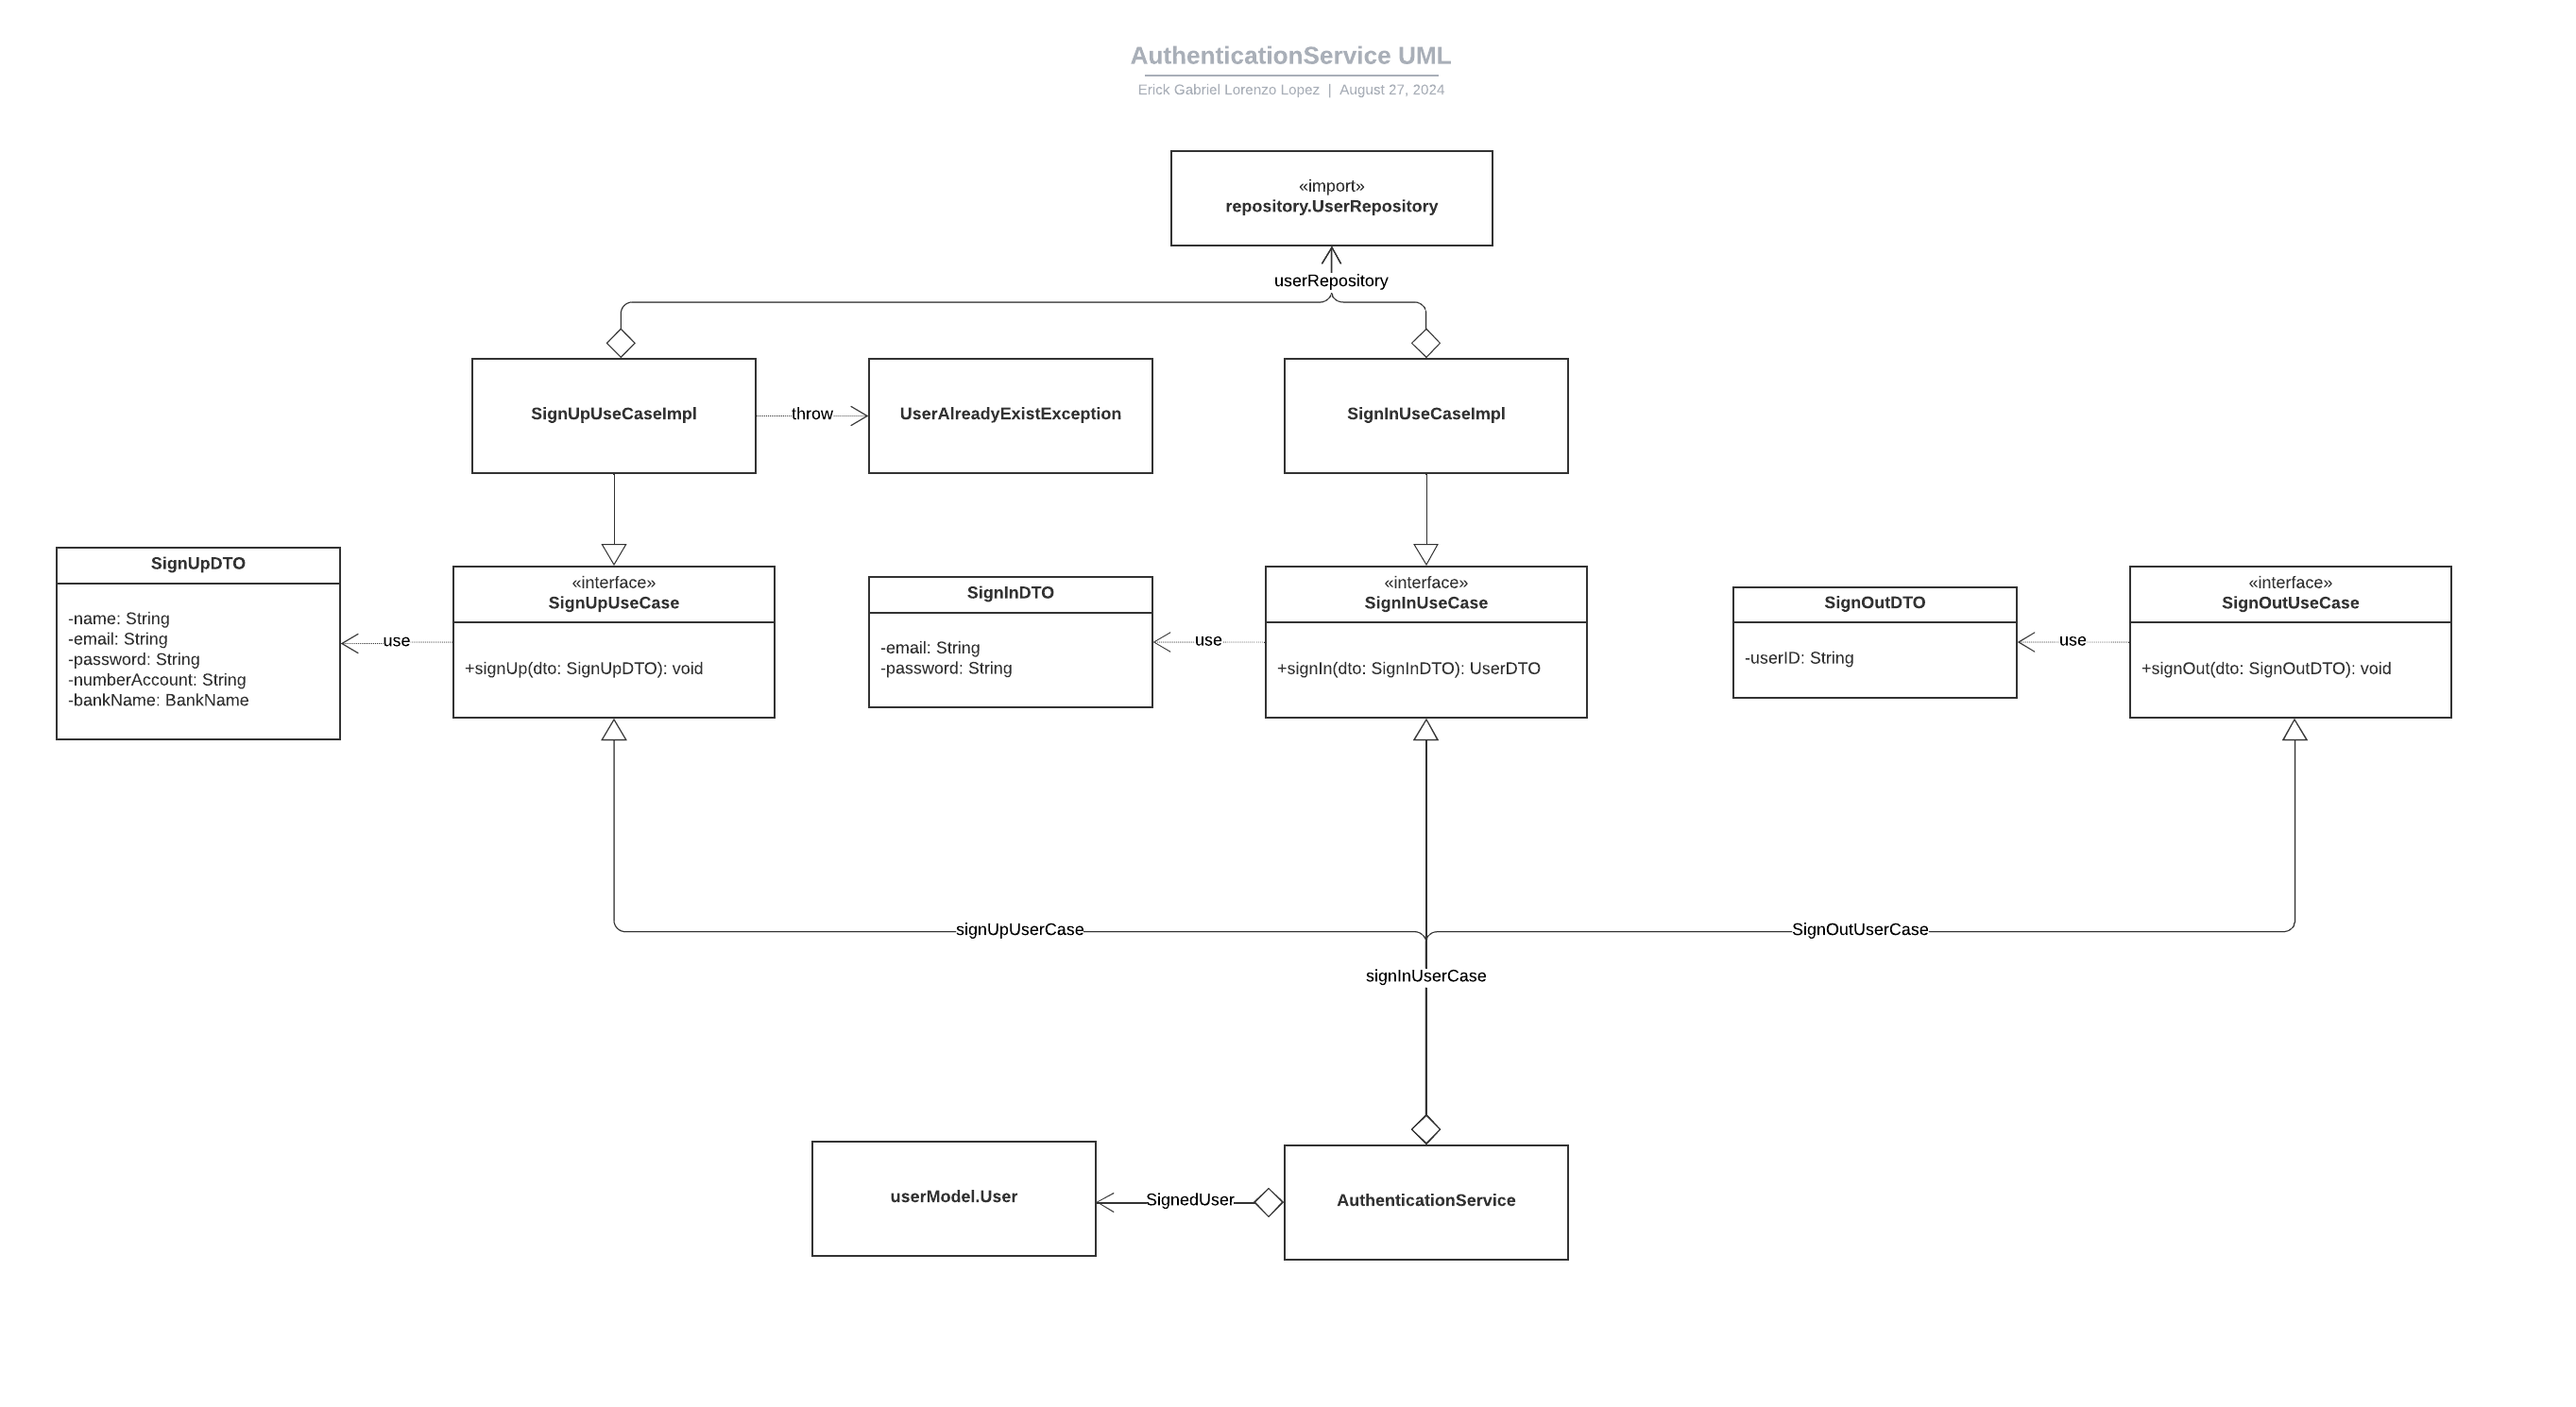 AuthenticationService UML
Erick Gabriel Lorenzo Lopez | August 27, 2024
«import»
repository.UserRepository
userRepository
SignUpUseCaseImpl
throw
UserAlreadyExistException
SignInUseCaseImpl
SignUpDTO
-name: String
-email: String
-password: String
-numberAccount: String
-bankName: BankName
use
«interface»
SignUpUseCase
+signUp(dto: SignUpDTO): void
SignInDTO
-email: String
-password: String
use
«interface»
SignInUseCase
+signIn(dto: SignInDTO): UserDTO
SignOutDTO
-userID: String
use
«interface»
SignOutUseCase
+signOut(dto: SignOutDTO): void
signUpUserCase
SignOutUserCase
signInUserCase
userModel.User
SignedUser
AuthenticationService